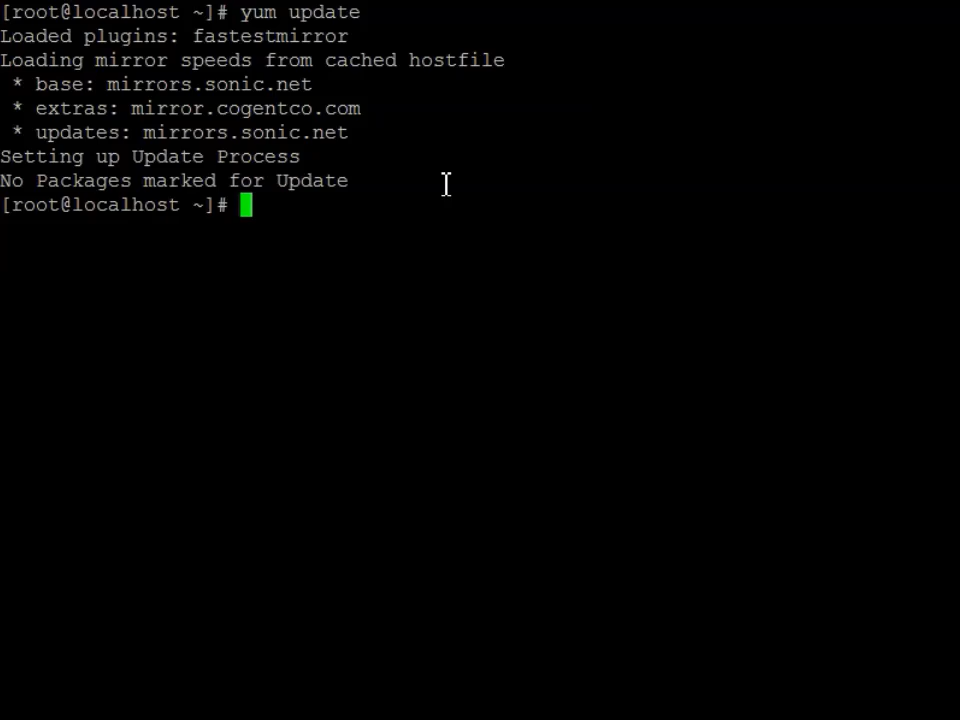 [root@localhost ~]# yum update
Loaded plugins: fastestmirror
Loading mirror speeds from cached hostfile
 * base: mirrors.sonic.net
 * extras: mirror.cogentco.com
 * updates: mirrors.sonic.net
Setting up Update Process
No Packages marked for Update
[root@localhost ~]#